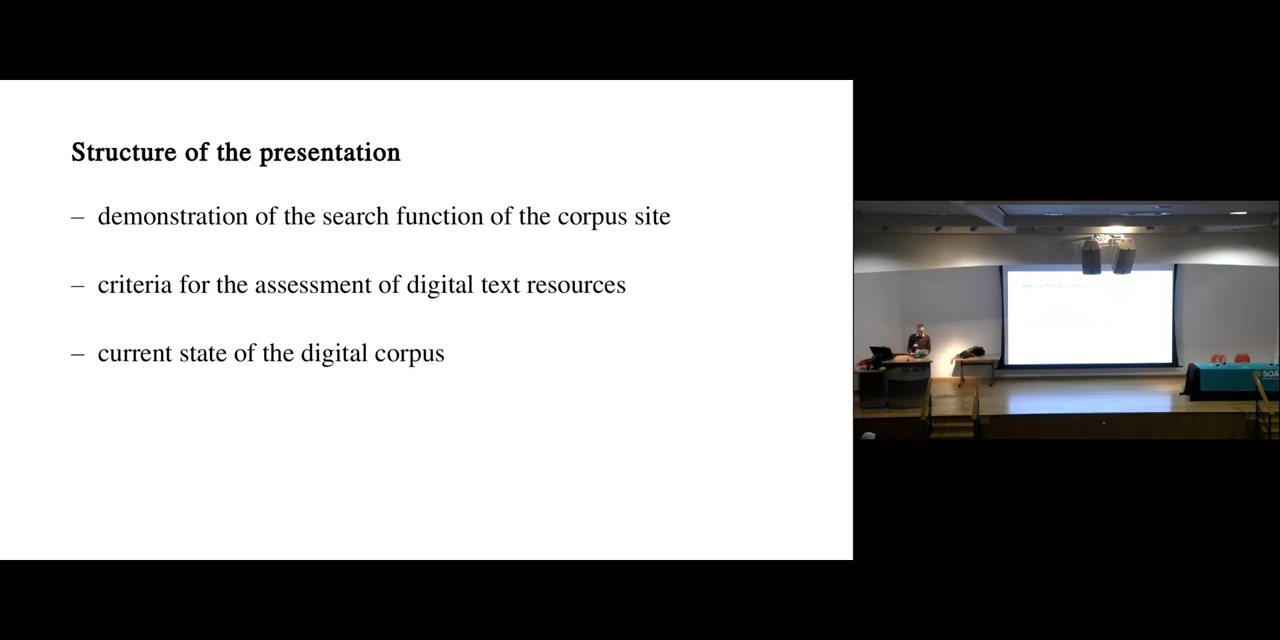 Structure of the presentation
– demonstration of the search function of the corpus site
– criteria for the assessment of digital text resources
– current state of the digital corpus
SOA